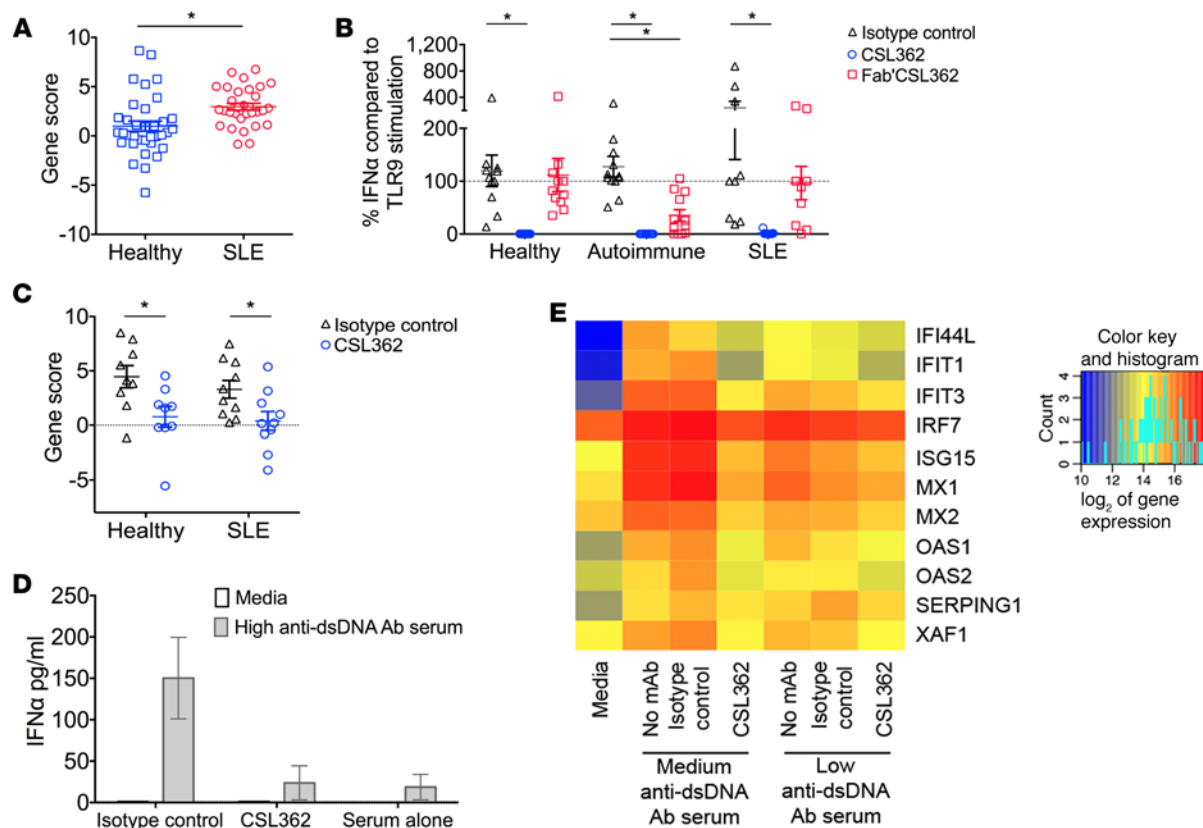 A
*
Gene score
10
5
0
-5
-10
Healthy
SLE
B
% IFNα compared to
TLR9 stimulation
1,200
800
400
200
100
0
*
*
*
*
Healthy
Autoimmune
SLE
Isotype control
CSL362
Fab'CSL362
C
Gene score
10
5
0
-5
*
*
Healthy
SLE
Isotype control
CSL362
D
IFNα pg/ml
250
200
150
100
50
0
Media
High anti-dsDNA Ab serum
Isotype control
CSL362
Serum alone
E
IFI44L
IFIT1
IFIT3
IRF7
ISG15
MX1
MX2
OAS1
OAS2
SERPING1
XAF1
Media
No mAb
Isotype
control
CSL362
No mAb
Isotype
control
CSL362
Medium
anti-dsDNA
Ab serum
Low
anti-dsDNA
Ab serum
Color key
and histogram
Count
4
3
2
1
0
10 12 14 16
log2 of gene
expression